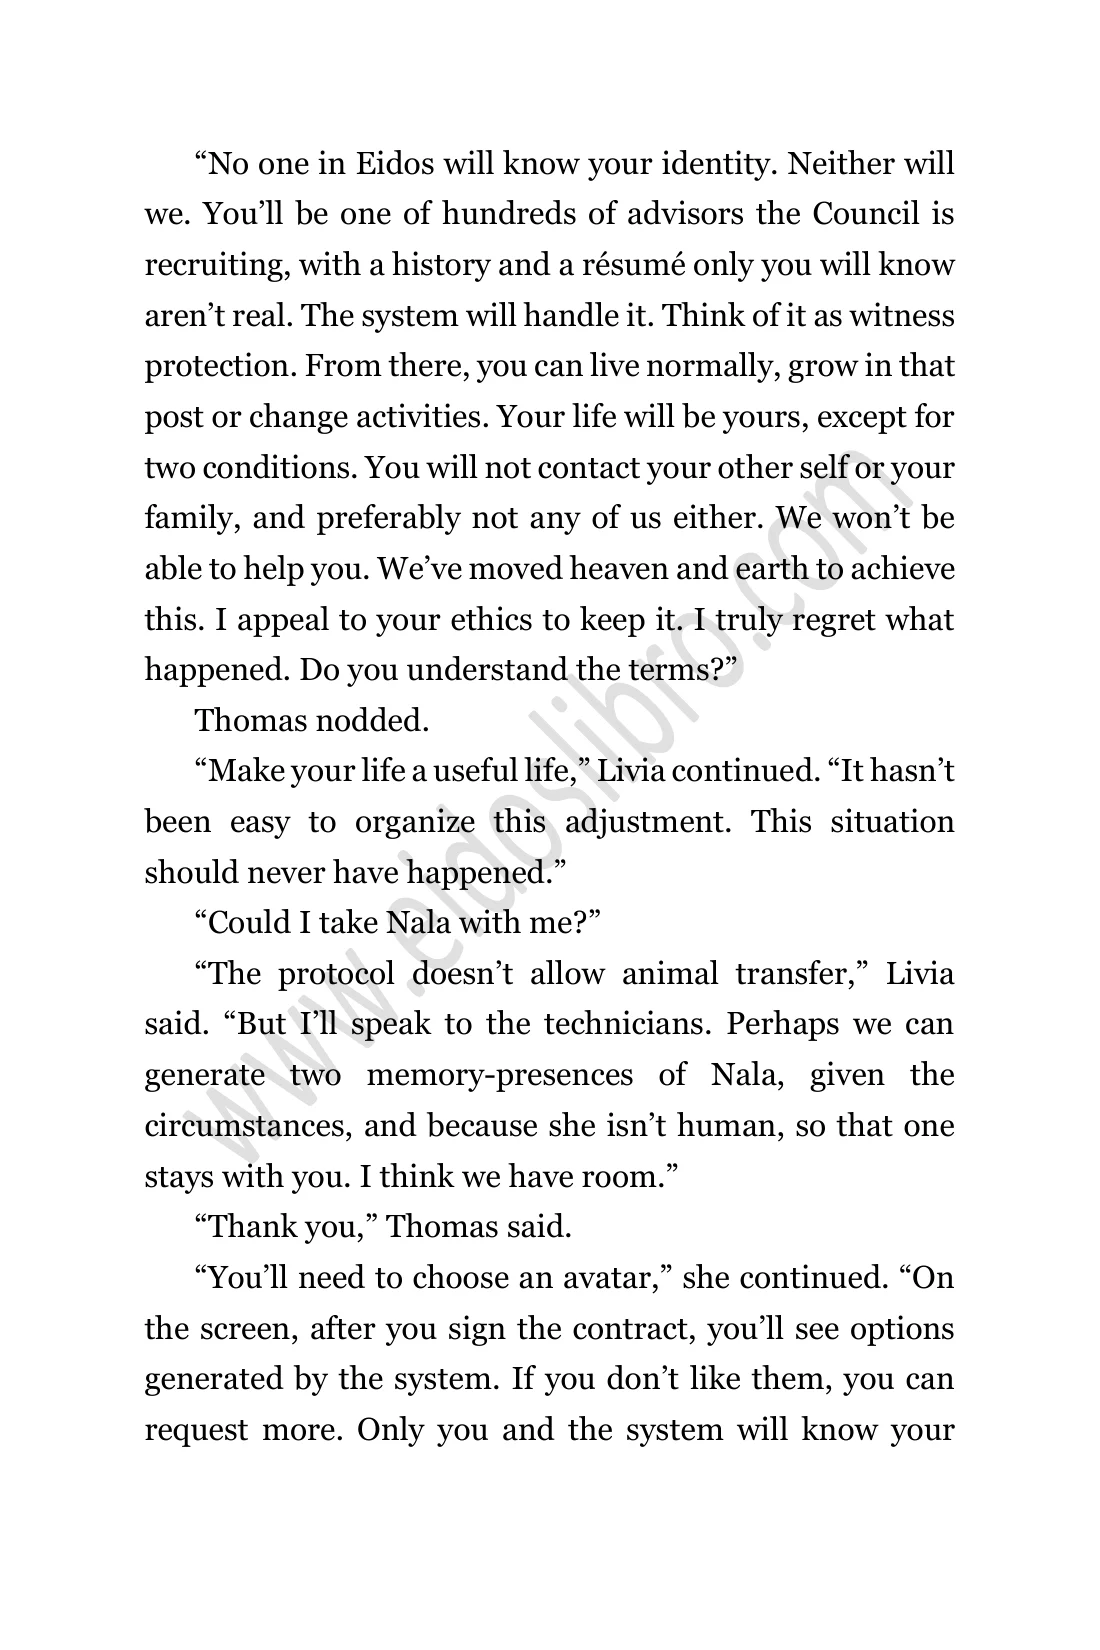 “No one in Eidos will know your identity. Neither will
we. You’ll be one of hundreds of advisors the Council is
recruiting, with a history and a résumé only you will know
aren’t real. The system will handle it. Think of it as witness
protection. From there, you can live normally, grow in that
post or change activities. Your life will be yours, except for
two conditions. You will not contact your other self or your
family, and preferably not any of us either. We won’t be
able to help you. We’ve moved heaven and earth to achieve
this. I appeal to your ethics to keep it. I truly regret what
happened. Do you understand the terms?”
Thomas nodded.
“Make your life a useful life,” Livia continued. “It hasn’t
been easy to organize this adjustment. This situation
should never have happened.”
“Could I take Nala with me?”
“The protocol doesn’t allow animal transfer,” Livia
said. “But I’ll speak to the technicians. Perhaps we can
generate two memory-presences of Nala, given the
circumstances, and because she isn’t human, so that one
stays with you. I think we have room.”
“Thank you,” Thomas said.
“You’ll need to choose an avatar,” she continued. “On
the screen, after you sign the contract, you’ll see options
generated by the system. If you don’t like them, you can
request more. Only you and the system will know your
www.eidoslibro.com